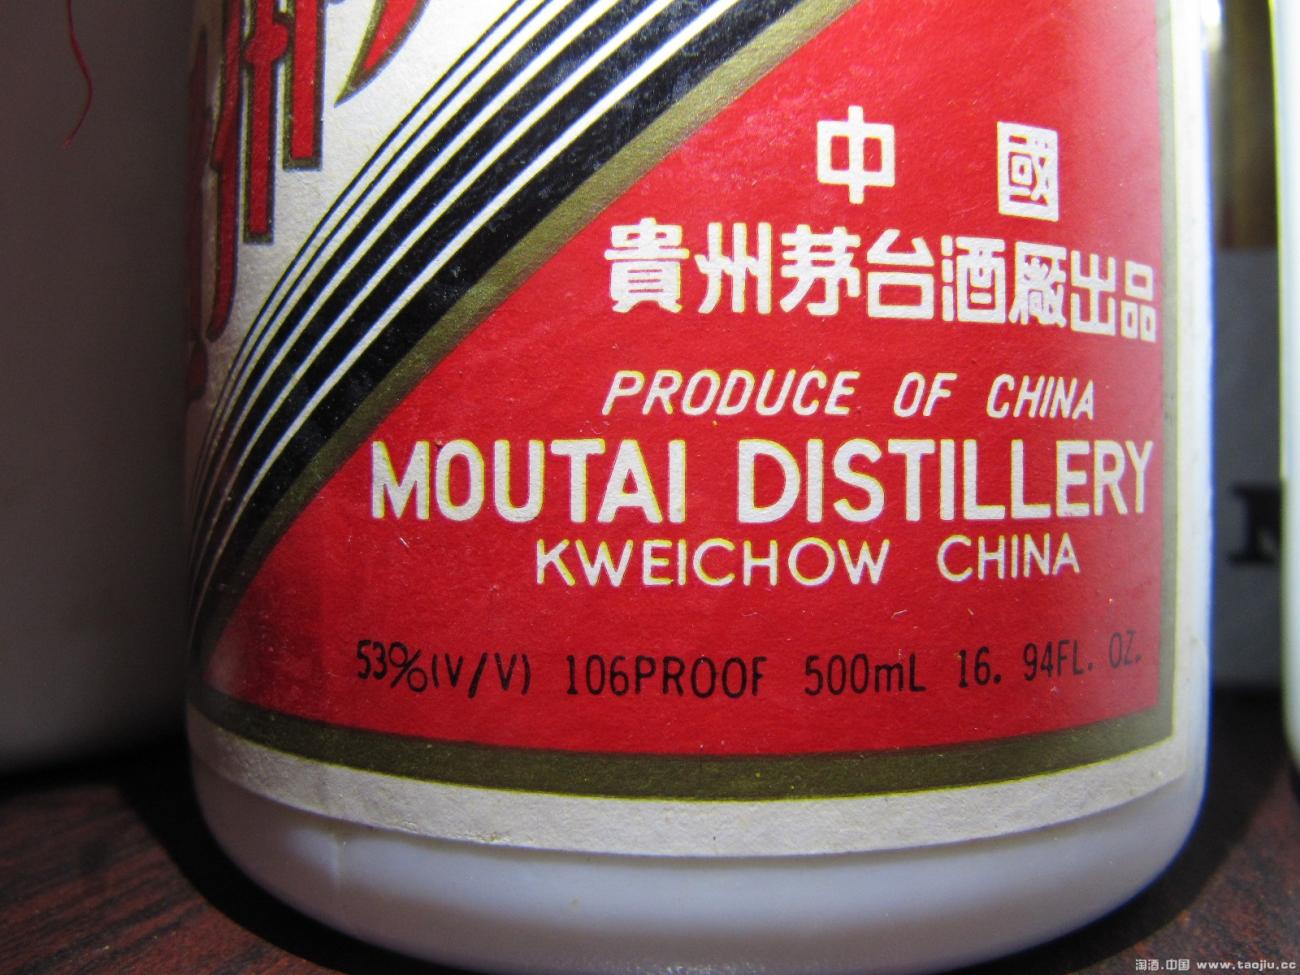 中 國
貴州茅台酒廠出品
PRODUCE OF CHINA
MOUTAI DISTILLERY
KWEICHOW CHINA
53%(V/V) 106PROOF 500mL 16. 94FL. OZ.
淘酒.中国 www.taojiu.cc